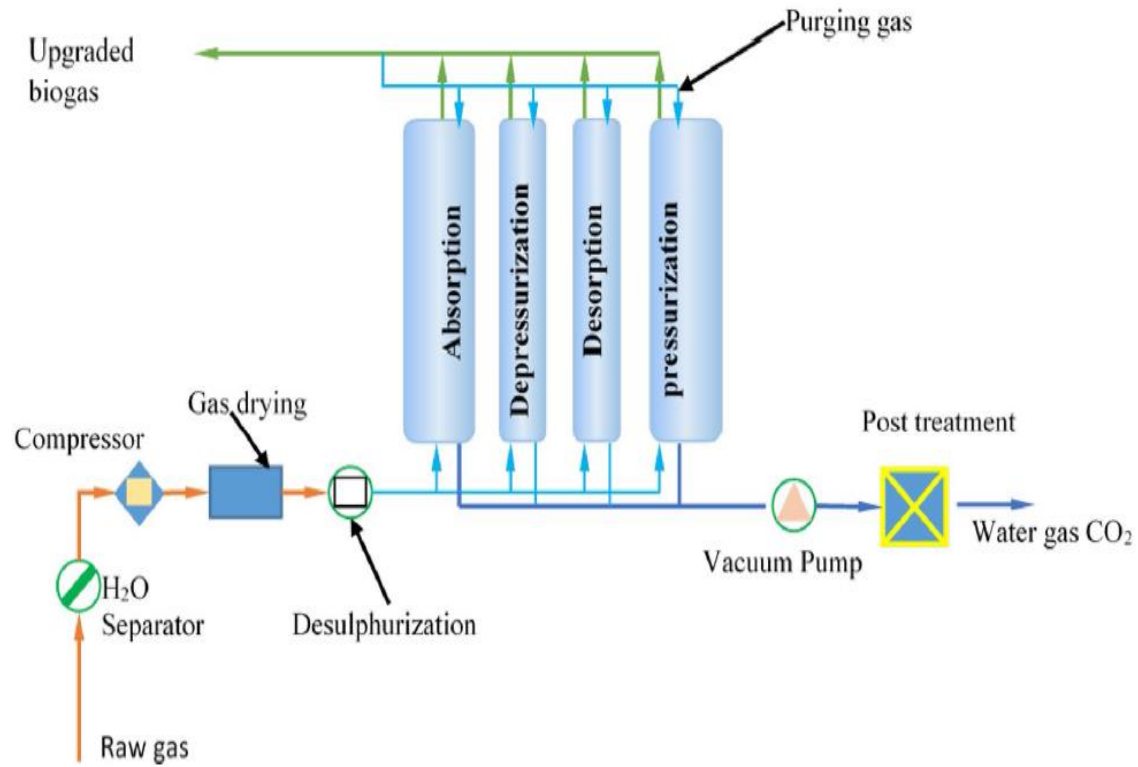 Purging gas
Upgraded
biogas
Absorption
Depressurization
Desorption
pressurization
Gas drying
Compressor
Post treatment
H₂O
Separator
Desulphurization
Vacuum Pump
Water gas CO₂
Raw gas